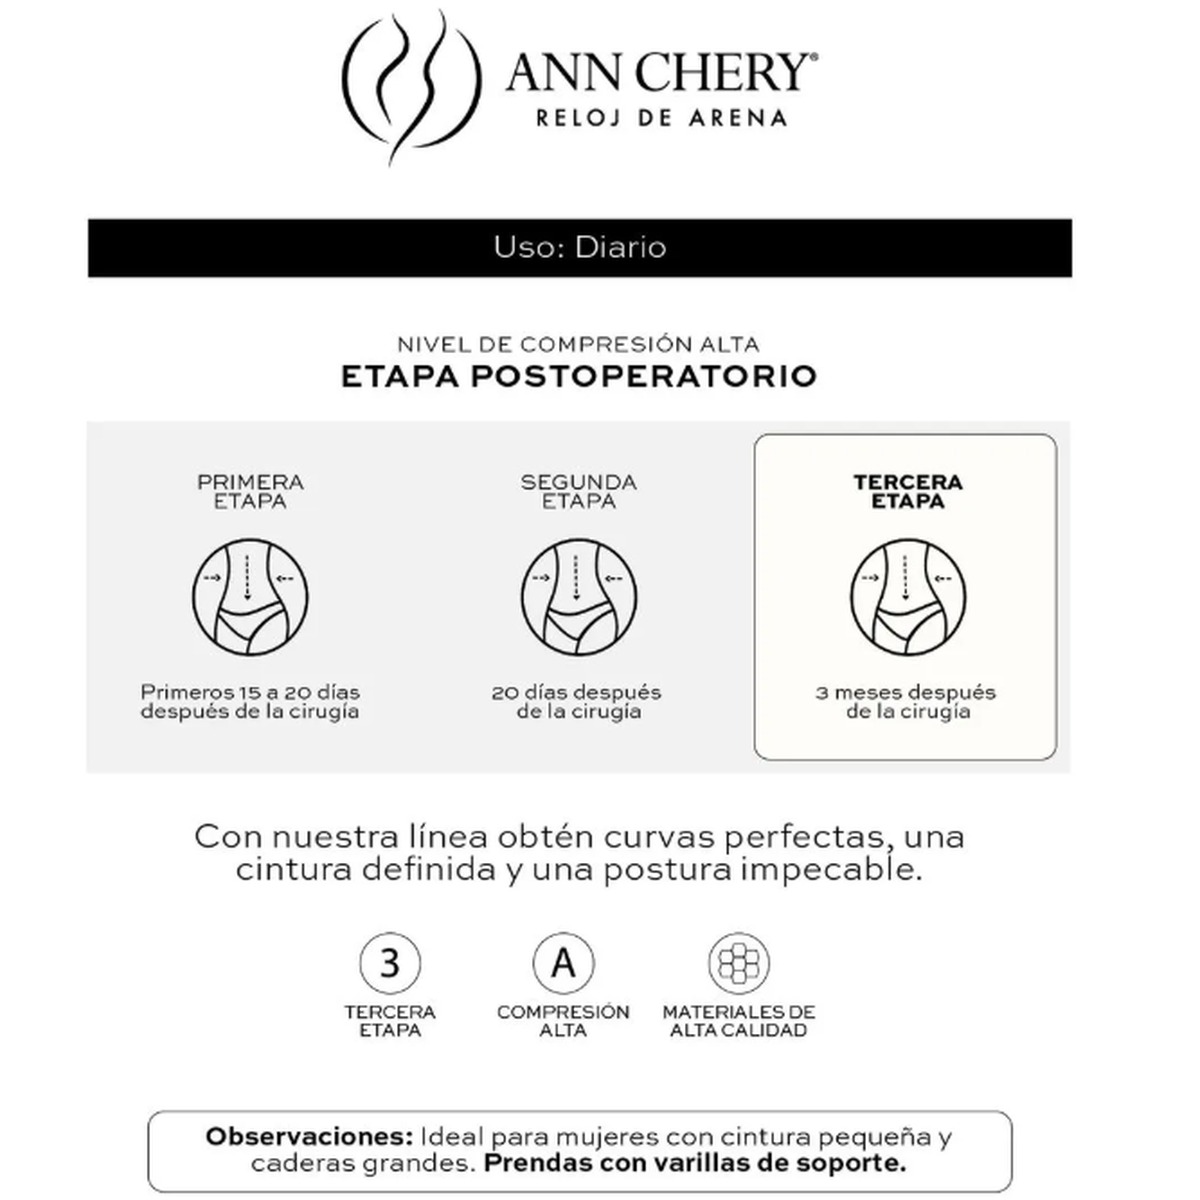 ANN CHERY®
RELOJ DE ARENA
Uso: Diario
NIVEL DE COMPRESIÓN ALTA
ETAPA POSTOPERATORIO
PRIMERA
ETAPA
Primeros 15 a 20 días
después de la cirugía
SEGUNDA
ETAPA
20 días después
de la cirugía
TERCERA
ETAPA
3 meses después
de la cirugía
Con nuestra línea obtén curvas perfectas, una
cintura definida y una postura impecable.
3
TERCERA
ETAPA
A
COMPRESIÓN
ALTA
MATERIALES DE
ALTA CALIDAD
Observaciones: Ideal para mujeres con cintura pequeña y
caderas grandes. Prendas con varillas de soporte.